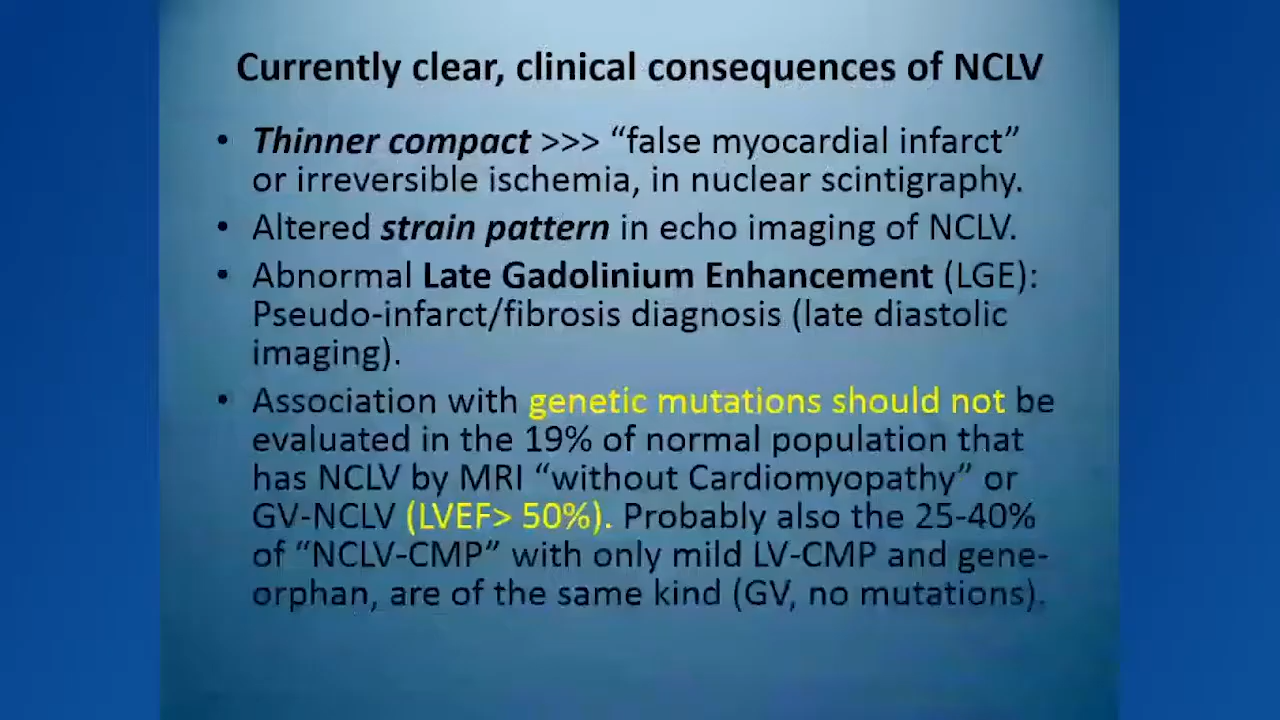 Currently clear, clinical consequences of NCLV
• Thinner compact >>> “false myocardial infarct”
or irreversible ischemia, in nuclear scintigraphy.
• Altered strain pattern in echo imaging of NCLV.
• Abnormal Late Gadolinium Enhancement (LGE):
Pseudo-infarct/fibrosis diagnosis (late diastolic
imaging).
• Association with genetic mutations should not be
evaluated in the 19% of normal population that
has NCLV by MRI “without Cardiomyopathy” or
GV-NCLV (LVEF> 50%). Probably also the 25-40%
of “NCLV-CMP” with only mild LV-CMP and gene-
orphan, are of the same kind (GV, no mutations).